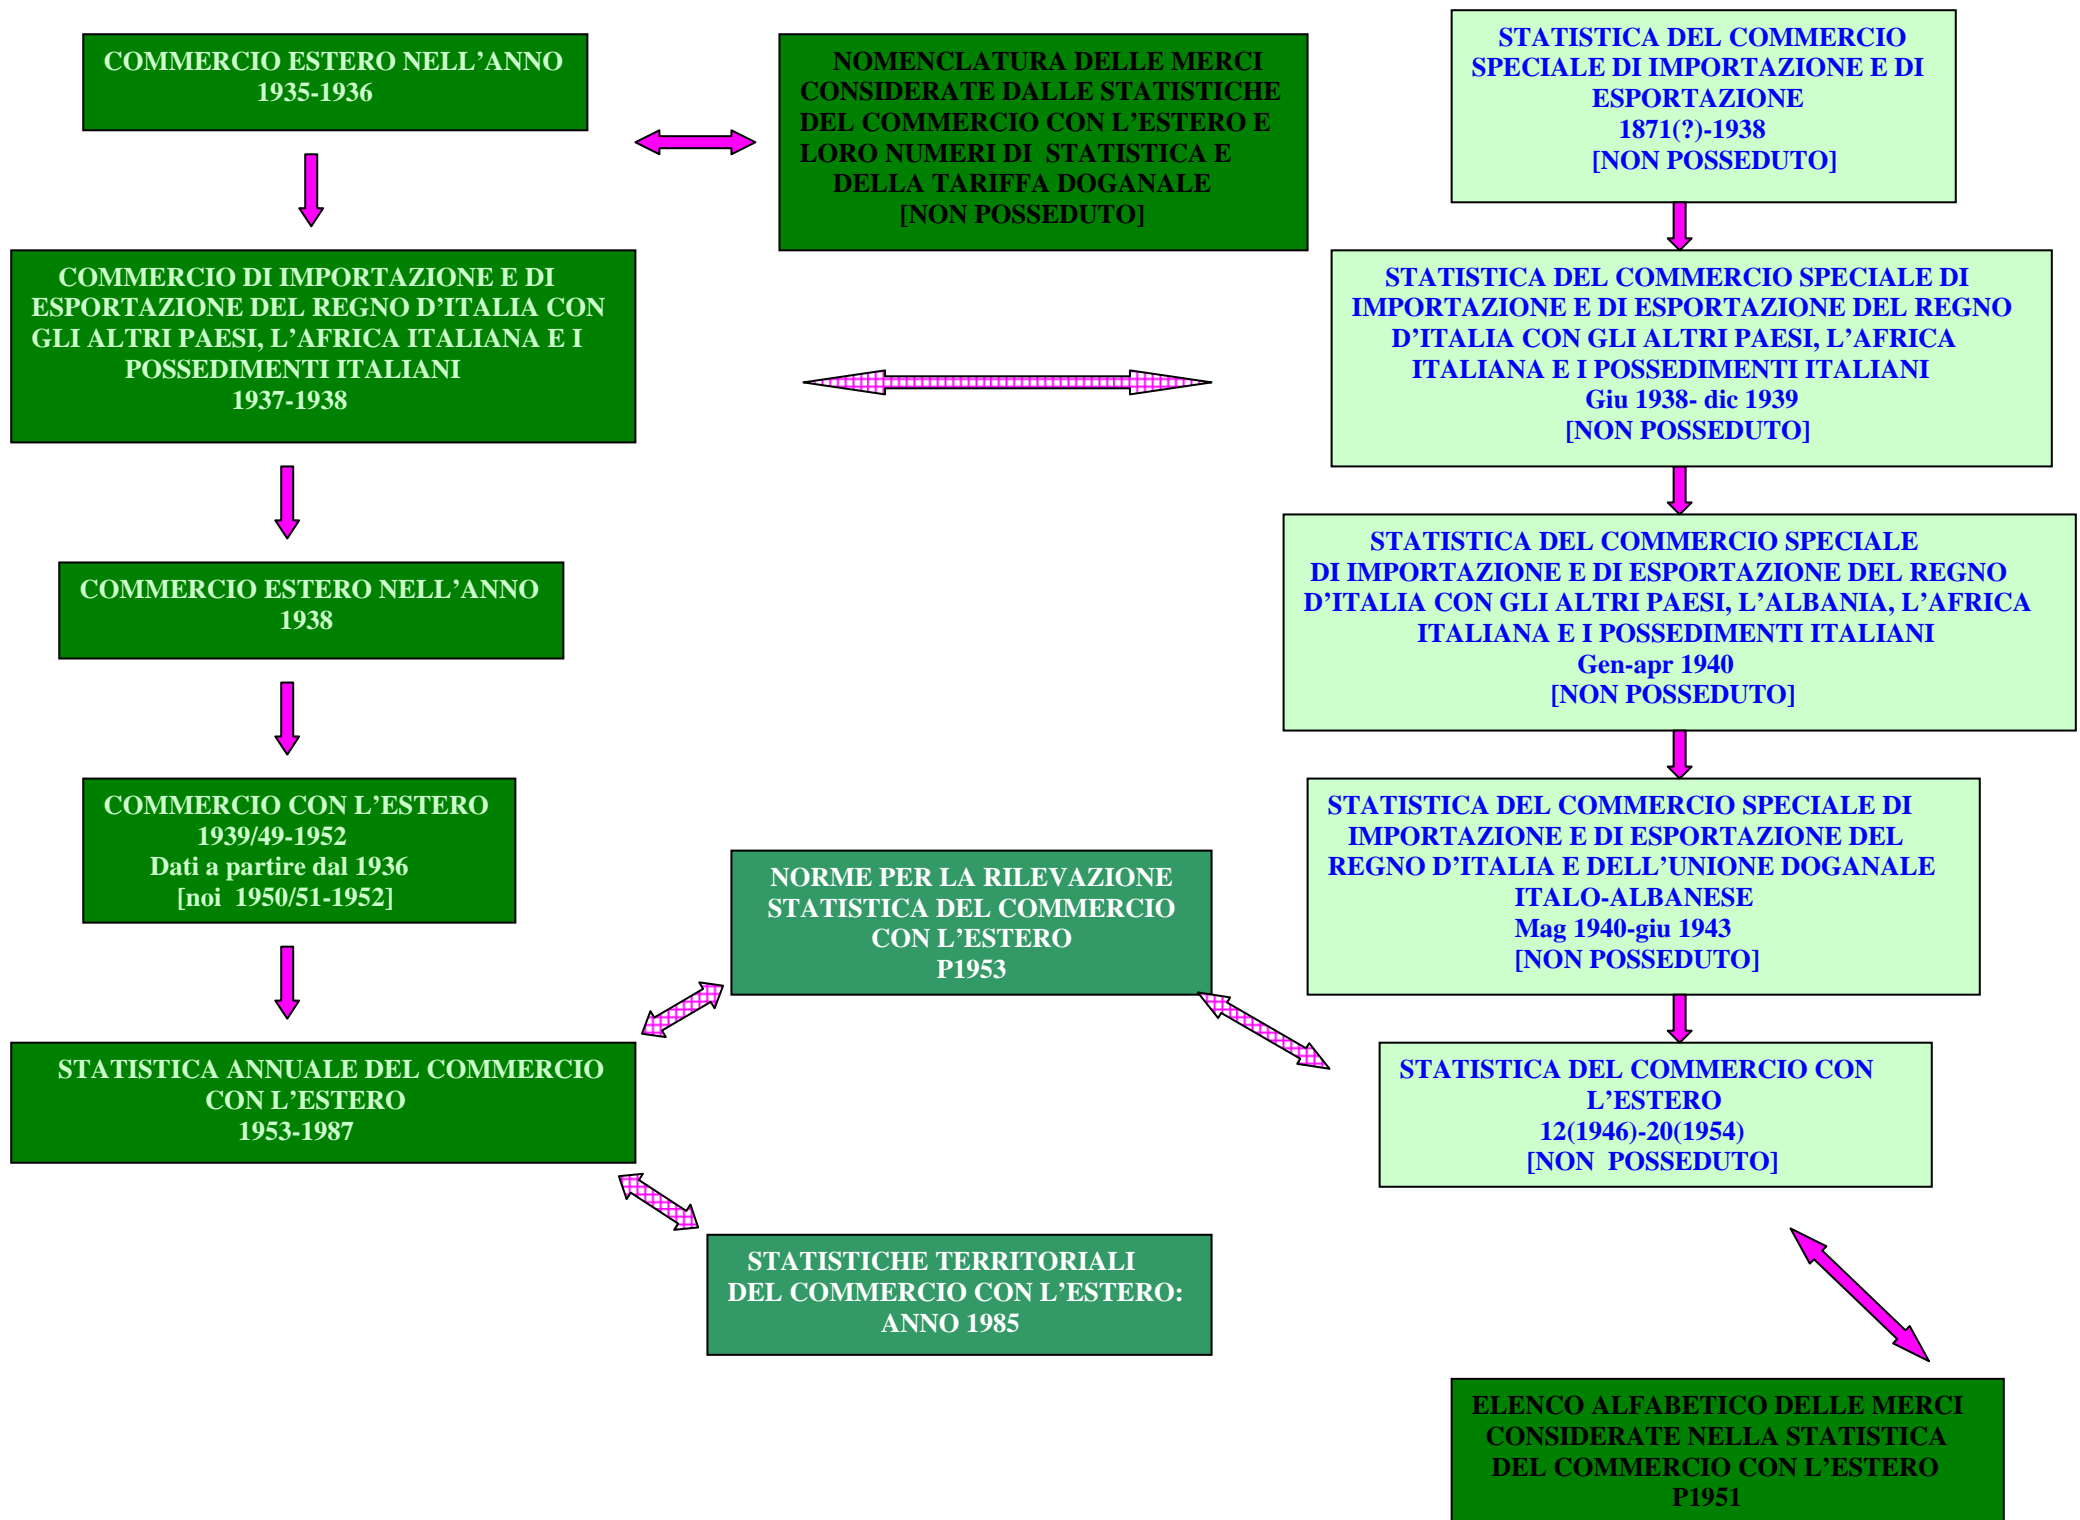 COMMERCIO ESTERO NELL’ANNO
1935-1936
NOMENCLATURA DELLE MERCI
CONSIDERATE DALLE STATISTICHE
DEL COMMERCIO CON L’ESTERO E
LORO NUMERI DI STATISTICA E
DELLA TARIFFA DOGANALE
[NON POSSEDUTO]
STATISTICA DEL COMMERCIO
SPECIALE DI IMPORTAZIONE E DI
ESPORTAZIONE
1871(?)-1938
[NON POSSEDUTO]
COMMERCIO DI IMPORTAZIONE E DI
ESPORTAZIONE DEL REGNO D’ITALIA CON
GLI ALTRI PAESI, L’AFRICA ITALIANA E I
POSSEDIMENTI ITALIANI
1937-1938
STATISTICA DEL COMMERCIO SPECIALE DI
IMPORTAZIONE E DI ESPORTAZIONE DEL REGNO
D’ITALIA CON GLI ALTRI PAESI, L’AFRICA
ITALIANA E I POSSEDIMENTI ITALIANI
Giu 1938- dic 1939
[NON POSSEDUTO]
COMMERCIO ESTERO NELL’ANNO
1938
STATISTICA DEL COMMERCIO SPECIALE
DI IMPORTAZIONE E DI ESPORTAZIONE DEL REGNO
D’ITALIA CON GLI ALTRI PAESI, L’ALBANIA, L’AFRICA
ITALIANA E I POSSEDIMENTI ITALIANI
Gen-apr 1940
[NON POSSEDUTO]
COMMERCIO CON L’ESTERO
1939/49-1952
Dati a partire dal 1936
[noi 1950/51-1952]
STATISTICA DEL COMMERCIO SPECIALE DI
IMPORTAZIONE E DI ESPORTAZIONE DEL
REGNO D’ITALIA E DELL’UNIONE DOGANALE
ITALO-ALBANESE
Mag 1940-giu 1943
[NON POSSEDUTO]
NORME PER LA RILEVAZIONE
STATISTICA DEL COMMERCIO
CON L’ESTERO
P1953
STATISTICA ANNUALE DEL COMMERCIO
CON L’ESTERO
1953-1987
STATISTICA DEL COMMERCIO CON
L’ESTERO
12(1946)-20(1954)
[NON POSSEDUTO]
STATISTICHE TERRITORIALI
DEL COMMERCIO CON L’ESTERO:
ANNO 1985
ELENCO ALFABETICO DELLE MERCI
CONSIDERATE NELLA STATISTICA
DEL COMMERCIO CON L’ESTERO
P1951